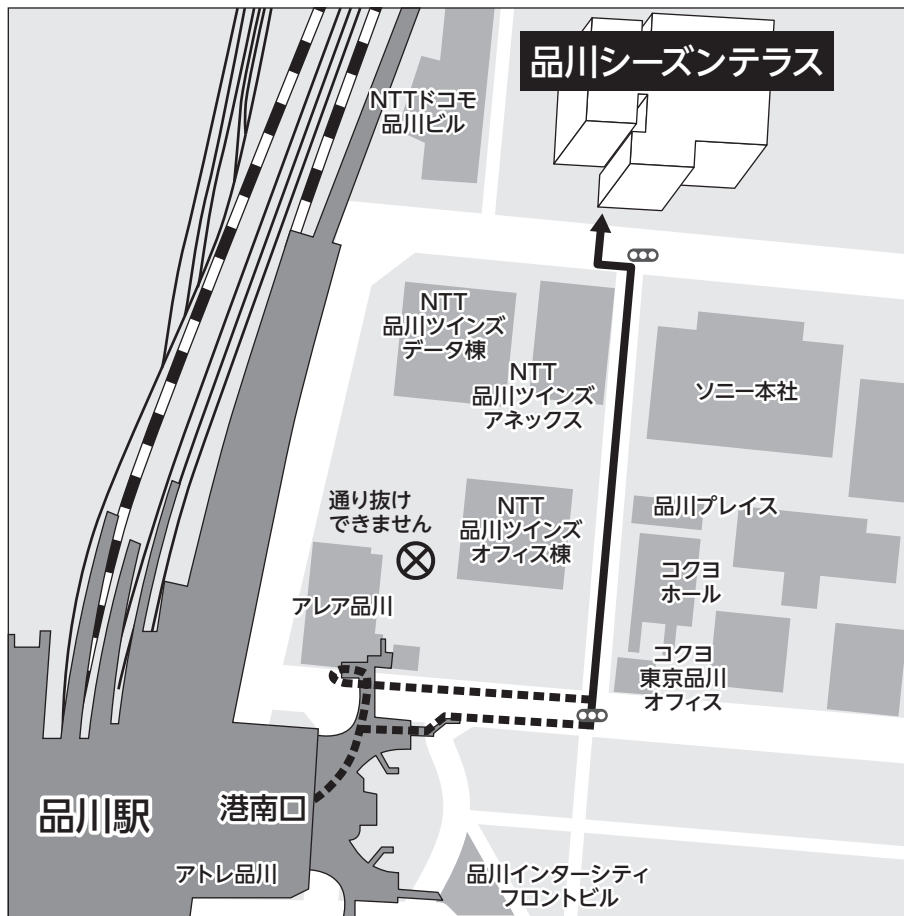 品川シーズンテラス
NTTドコモ
品川ビル
NTT
品川ツインズ
データ棟
NTT
品川ツインズ
アネックス
ソニー本社
通り抜け
できません
NTT
品川ツインズ
オフィス棟
品川プレイス
コクヨ
ホール
アレア品川
コクヨ
東京品川
オフィス
品川駅
港南口
アトレ品川
品川インターシティ
フロントビル